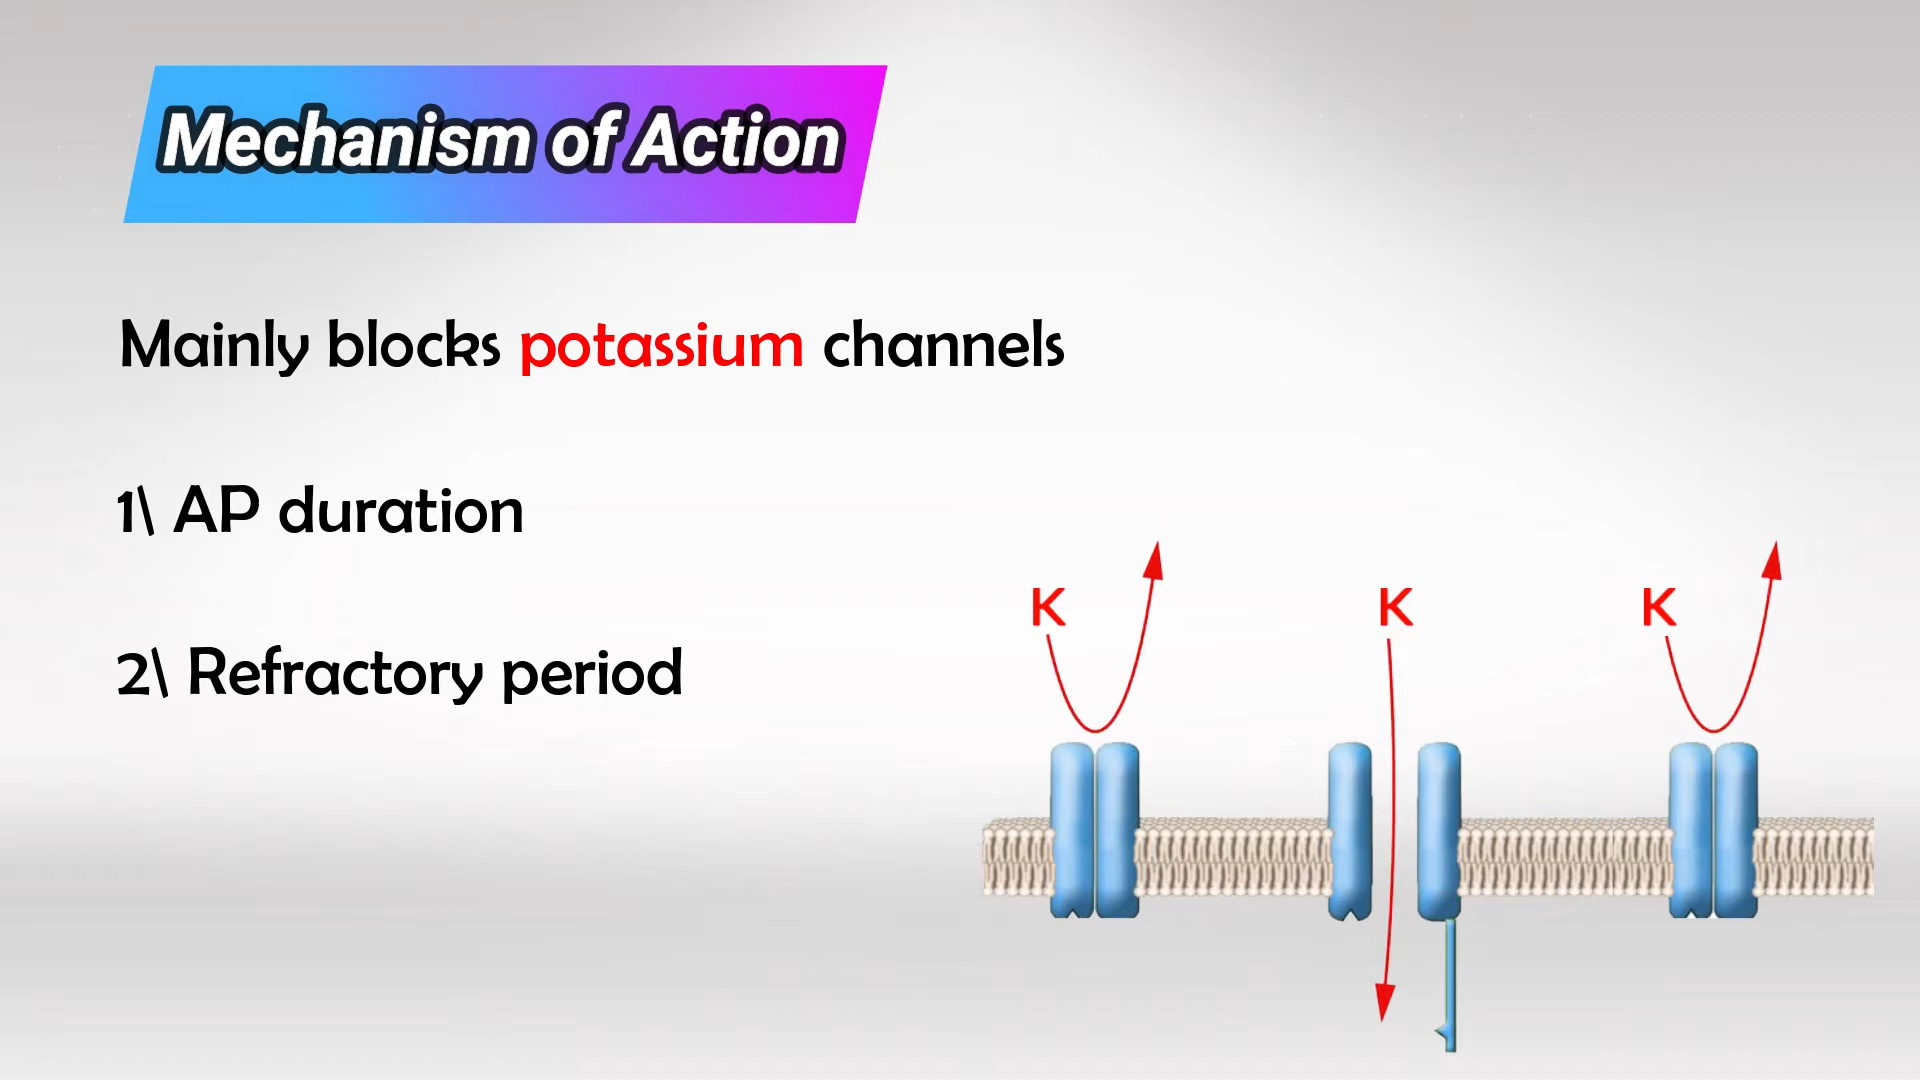 Mechanism of Action
Mainly blocks potassium channels
1\ AP duration
2\ Refractory period
K K K